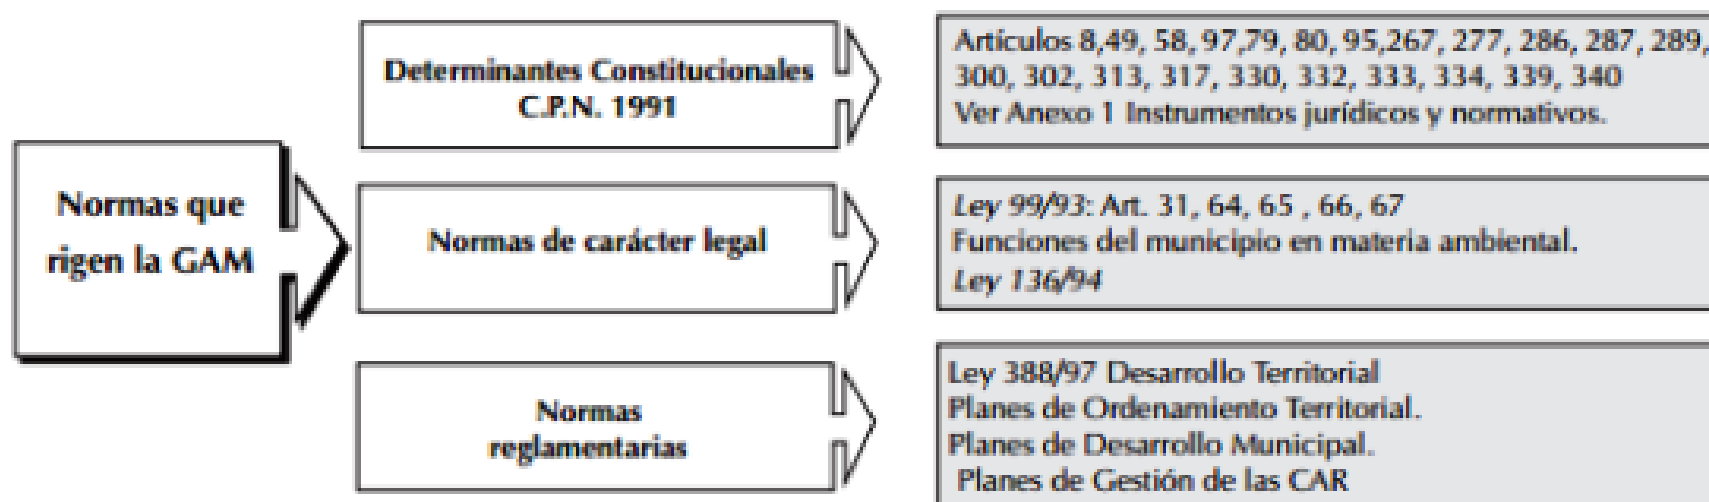 Normas que
rigen la GAM
Determinantes Constitucionales
C.P.N. 1991
Artículos 8,49, 58, 97,79, 80, 95,267, 277, 286, 287, 289,
300, 302, 313, 317, 330, 332, 333, 334, 339, 340
Ver Anexo 1 Instrumentos jurídicos y normativos.
Normas de carácter legal
Ley 99/93: Art. 31, 64, 65 , 66, 67
Funciones del municipio en materia ambiental.
Ley 136/94
Normas
reglamentarias
Ley 388/97 Desarrollo Territorial
Planes de Ordenamiento Territorial.
Planes de Desarrollo Municipal.
Planes de Gestión de las CAR